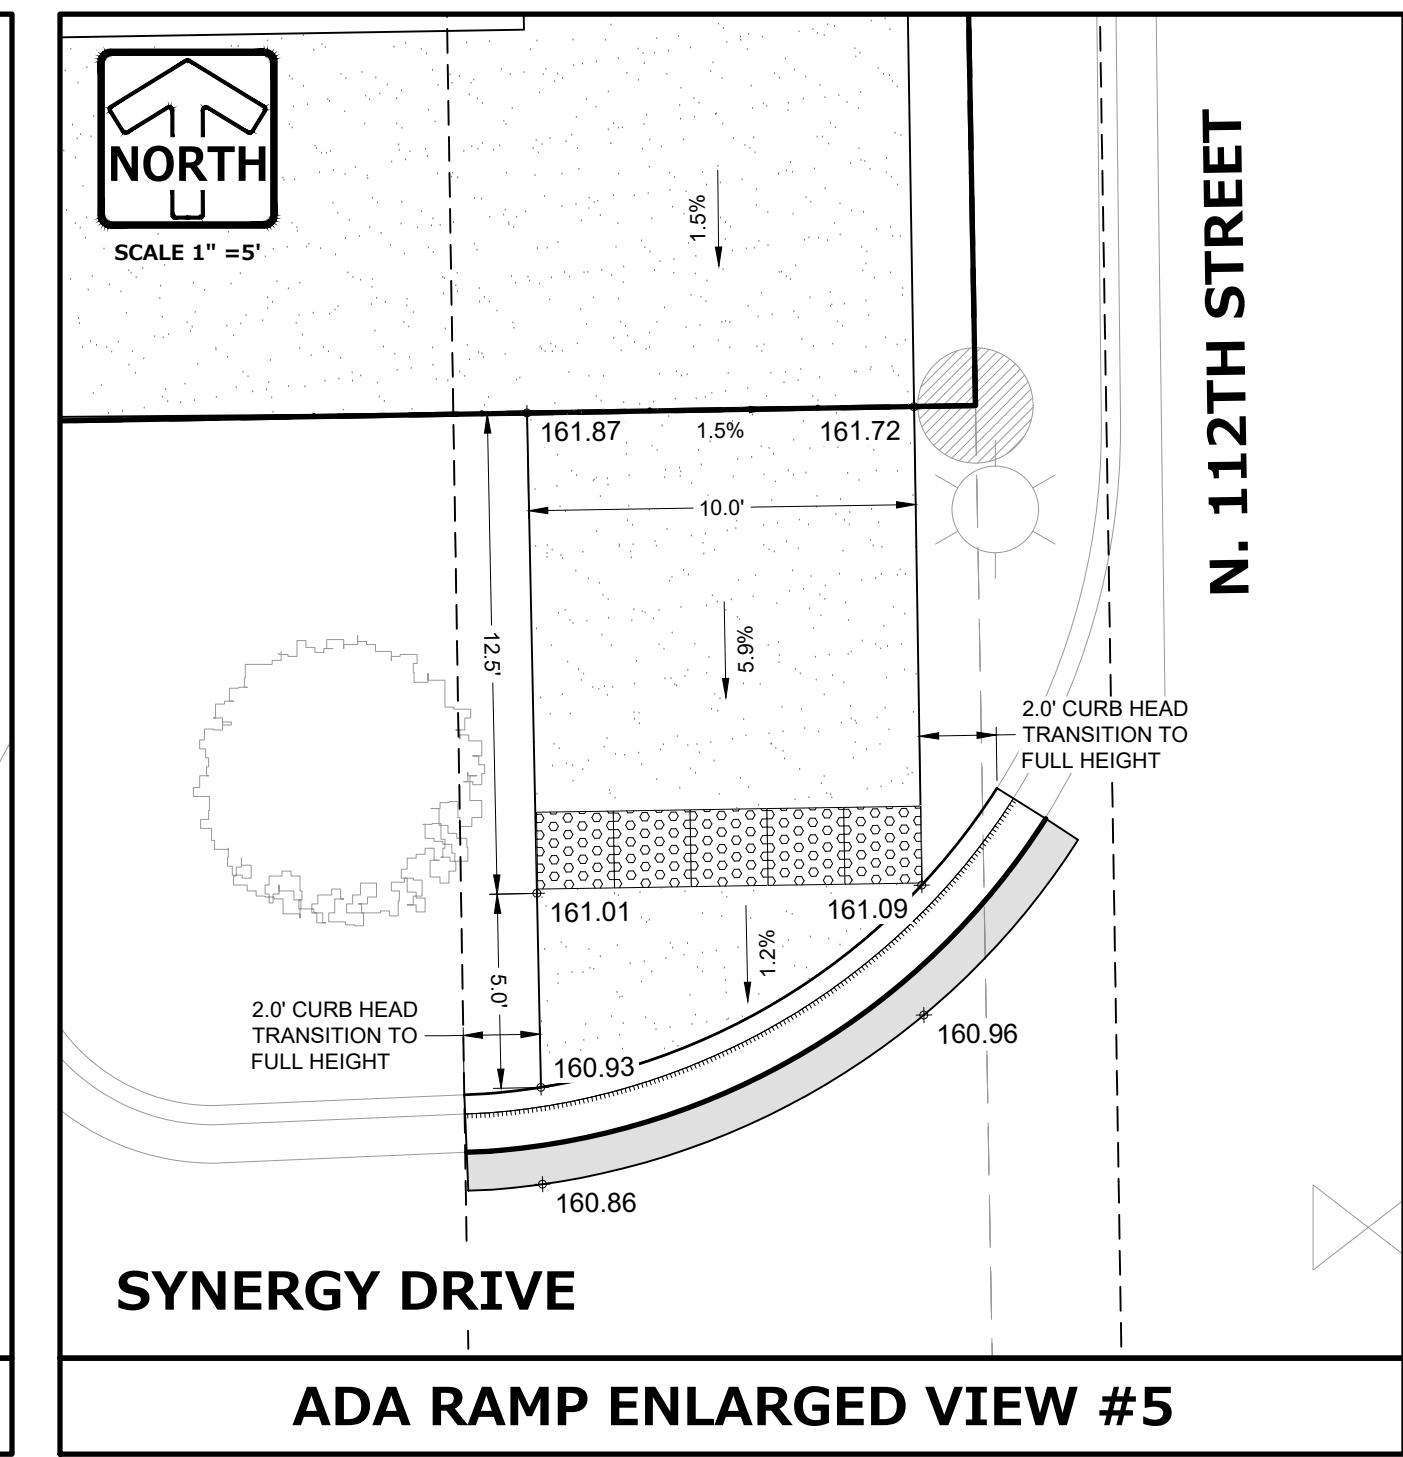 NORTH
SCALE 1" =5'
N. 112TH STREET
1.5%
161.87
1.5%
161.72
10.0'
12.5'
5.9%
2.0' CURB HEAD
TRANSITION TO
FULL HEIGHT
161.01
161.09
1.2%
5.0'
2.0' CURB HEAD
TRANSITION TO
FULL HEIGHT
160.93
160.96
160.86
SYNERGY DRIVE
ADA RAMP ENLARGED VIEW #5